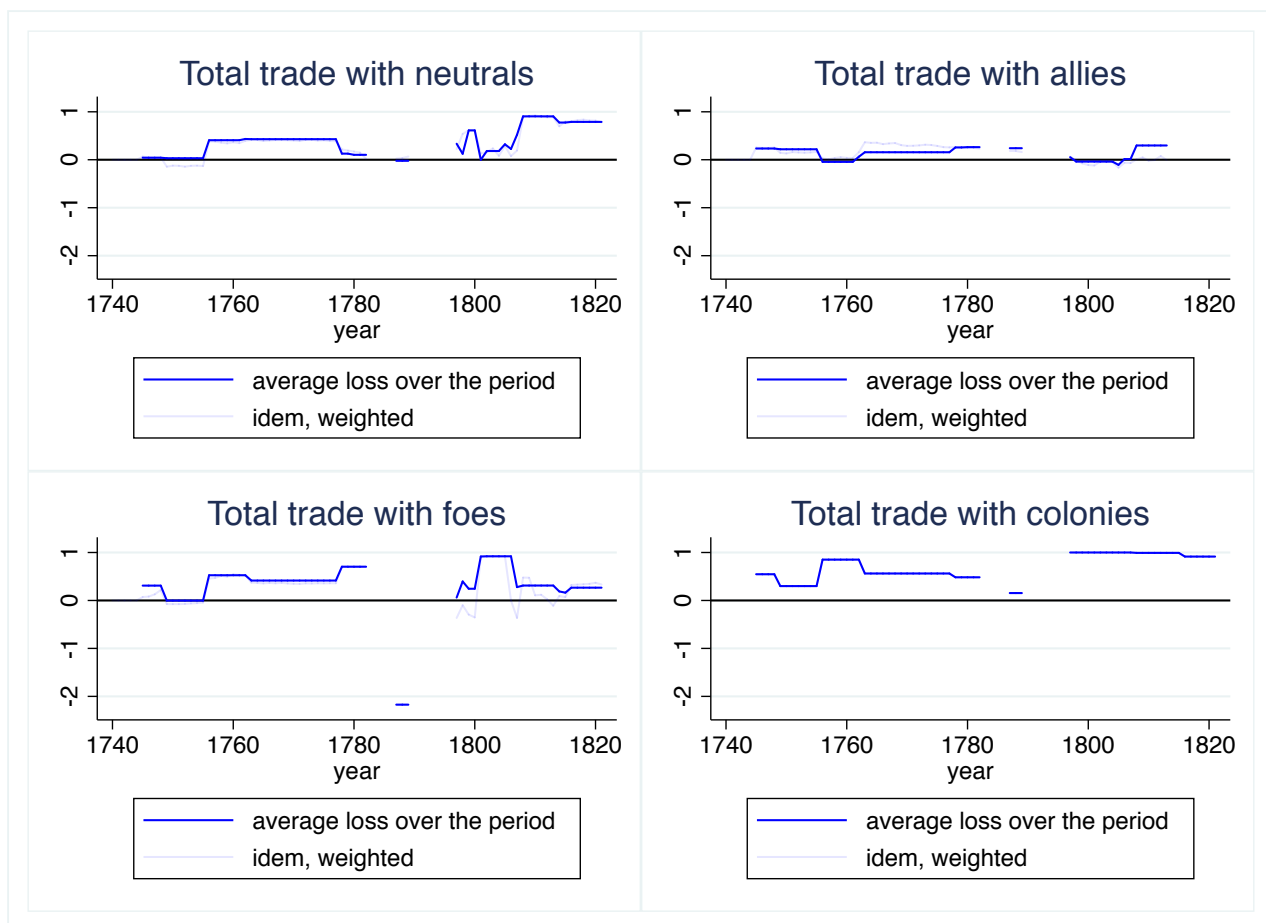 Total trade with neutrals
1
0
-1
-2
1740 1760 1780 1800 1820
year
average loss over the period
idem, weighted
Total trade with allies
1
0
-1
-2
1740 1760 1780 1800 1820
year
average loss over the period
idem, weighted
Total trade with foes
1
0
-1
-2
1740 1760 1780 1800 1820
year
average loss over the period
idem, weighted
Total trade with colonies
1
0
-1
-2
1740 1760 1780 1800 1820
year
average loss over the period
idem, weighted